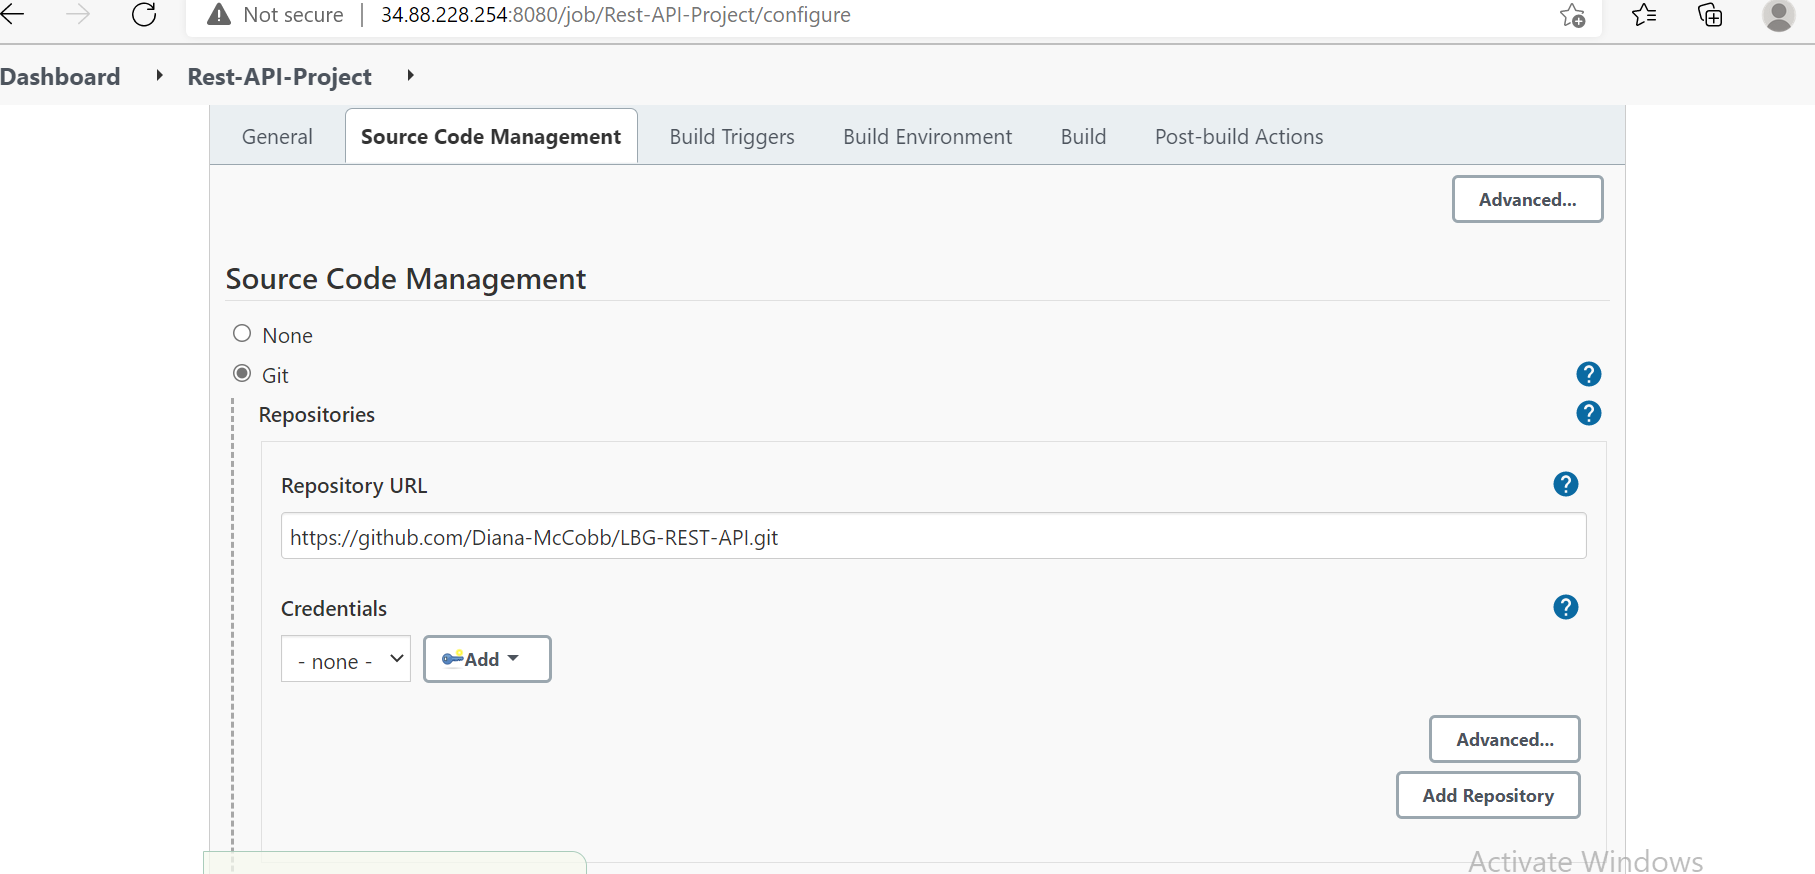 Not secure | 34.88.228.254:8080/job/Rest-API-Project/configure
Dashboard Rest-API-Project
General Source Code Management Build Triggers Build Environment Build Post-build Actions
Advanced...
Source Code Management
None
Git ?
Repositories ?
Repository URL ?
https://github.com/Diana-McCobb/LBG-REST-API.git
Credentials ?
- none - Add
Advanced...
Add Repository
Activate Windows